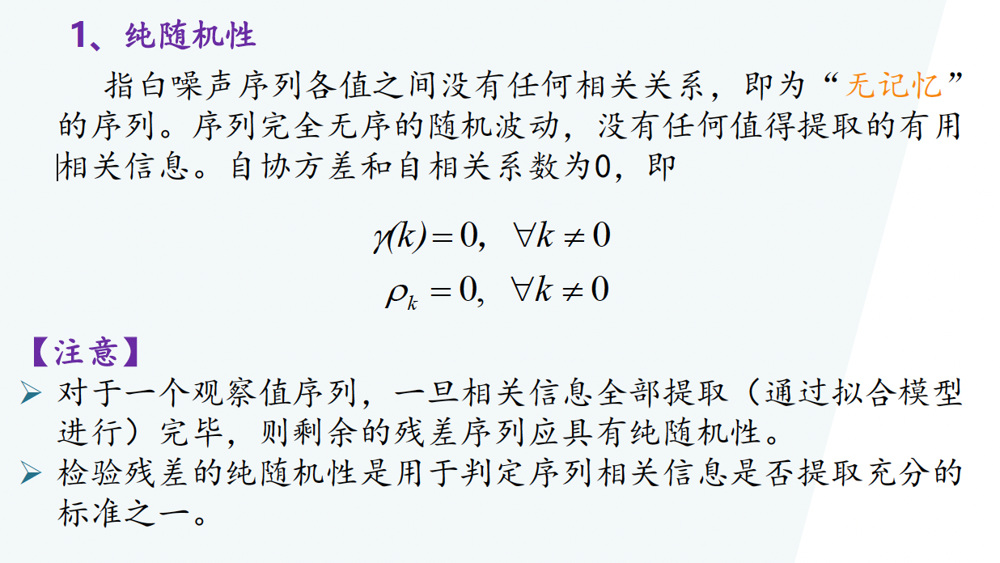 1、纯随机性
指白噪声序列各值之间没有任何相关关系，即为“无记忆”
的序列。序列完全无序的随机波动，没有任何值得提取的有用
相关信息。自协方差和自相关系数为0，即
γ(k)=0，∀k≠0
ρₖ=0, ∀k≠0
【注意】
➢ 对于一个观察值序列，一旦相关信息全部提取（通过拟合模型
进行）完毕，则剩余的残差序列应具有纯随机性。
➢ 检验残差的纯随机性是用于判定序列相关信息是否提取充分的
标准之一。